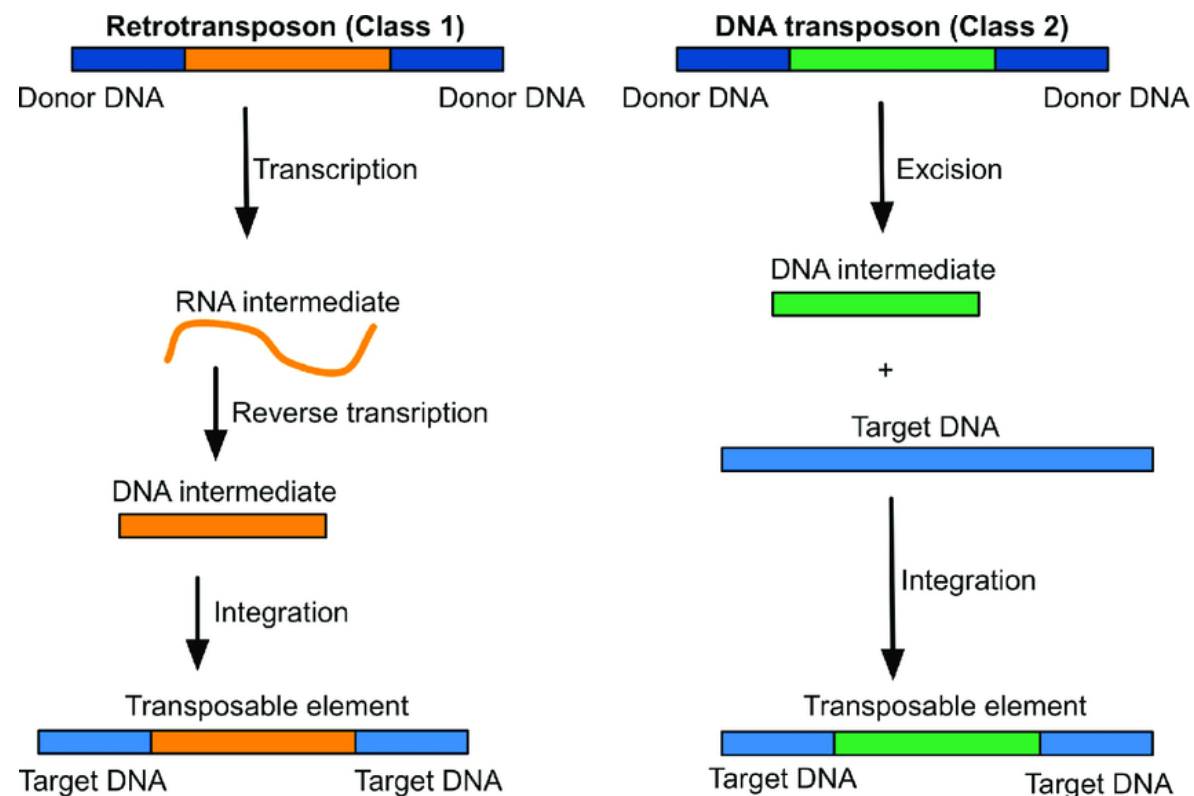 Retrotransposon (Class 1)
Donor DNA
Donor DNA
Transcription
RNA intermediate
Reverse transription
DNA intermediate
Integration
Transposable element
Target DNA
Target DNA
DNA transposon (Class 2)
Donor DNA
Donor DNA
Excision
DNA intermediate
+
Target DNA
Integration
Transposable element
Target DNA
Target DNA